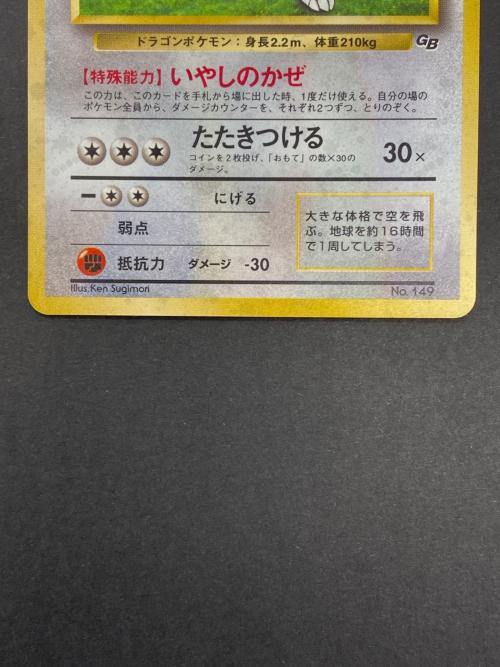 ドラゴンポケモン：身長2.2m、体重210kg
GB
【特殊能力】いやしのかぜ
この力は、このカードを手札から場に出した時、1度だけ使える。自分の場の
ポケモン全員から、ダメージカウンターを、それぞれ2つずつ、とりのぞく。
たたきつける 30×
コインを2枚投げ、「おもて」の数×30の
ダメージ。
ー にげる
弱点
抵抗力 ダメージ -30
大きな体格で空を飛
ぶ。地球を約16時間
で1周してしまう。
Illus.Ken Sugimori
No. 149